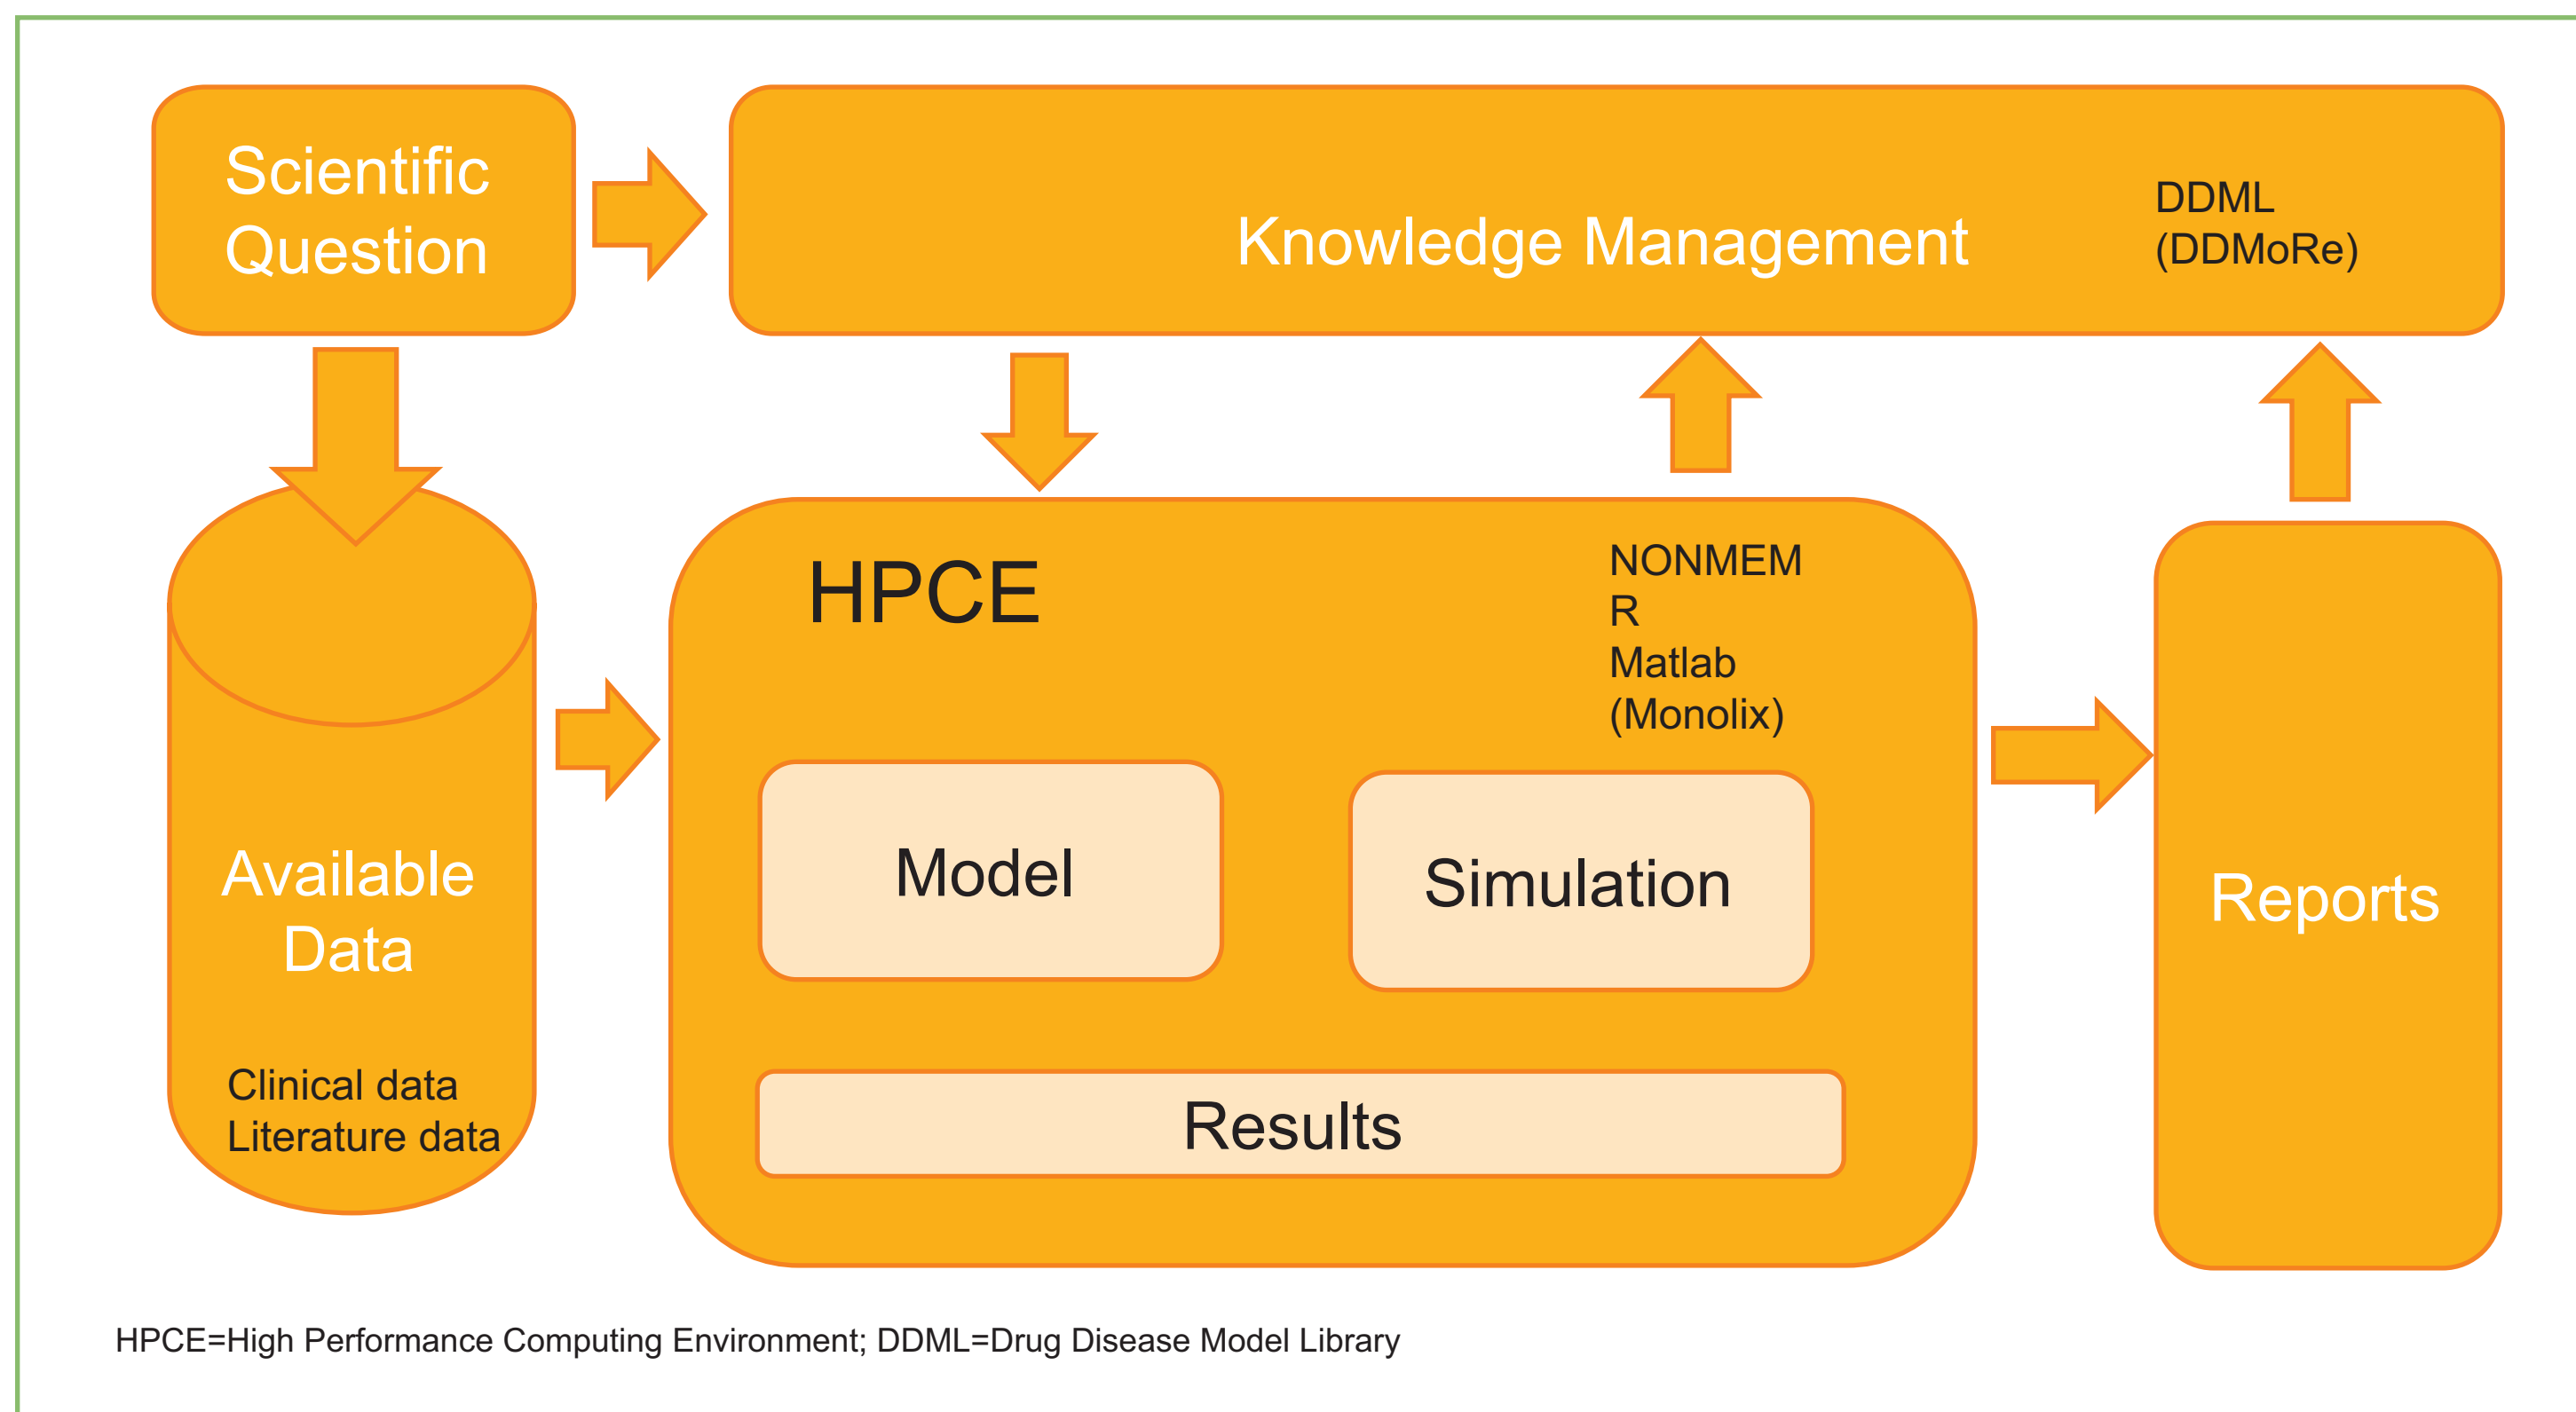 Scientific
Question
Knowledge Management
DDML
(DDMoRe)
HPCE
NONMEM
R
Matlab
(Monolix)
Available
Data
Clinical data
Literature data
Model
Simulation
Results
Reports
HPCE=High Performance Computing Environment; DDML=Drug Disease Model Library